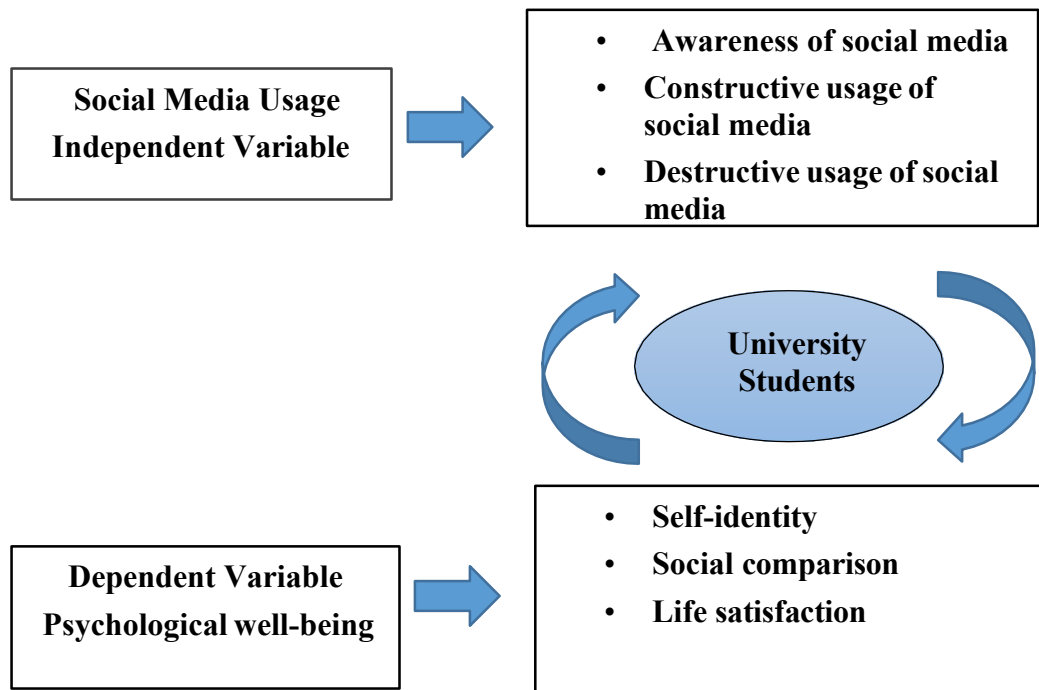 Social Media Usage
Independent Variable
• Awareness of social media
• Constructive usage of
social media
• Destructive usage of social
media
University
Students
Dependent Variable
Psychological well-being
• Self-identity
• Social comparison
• Life satisfaction